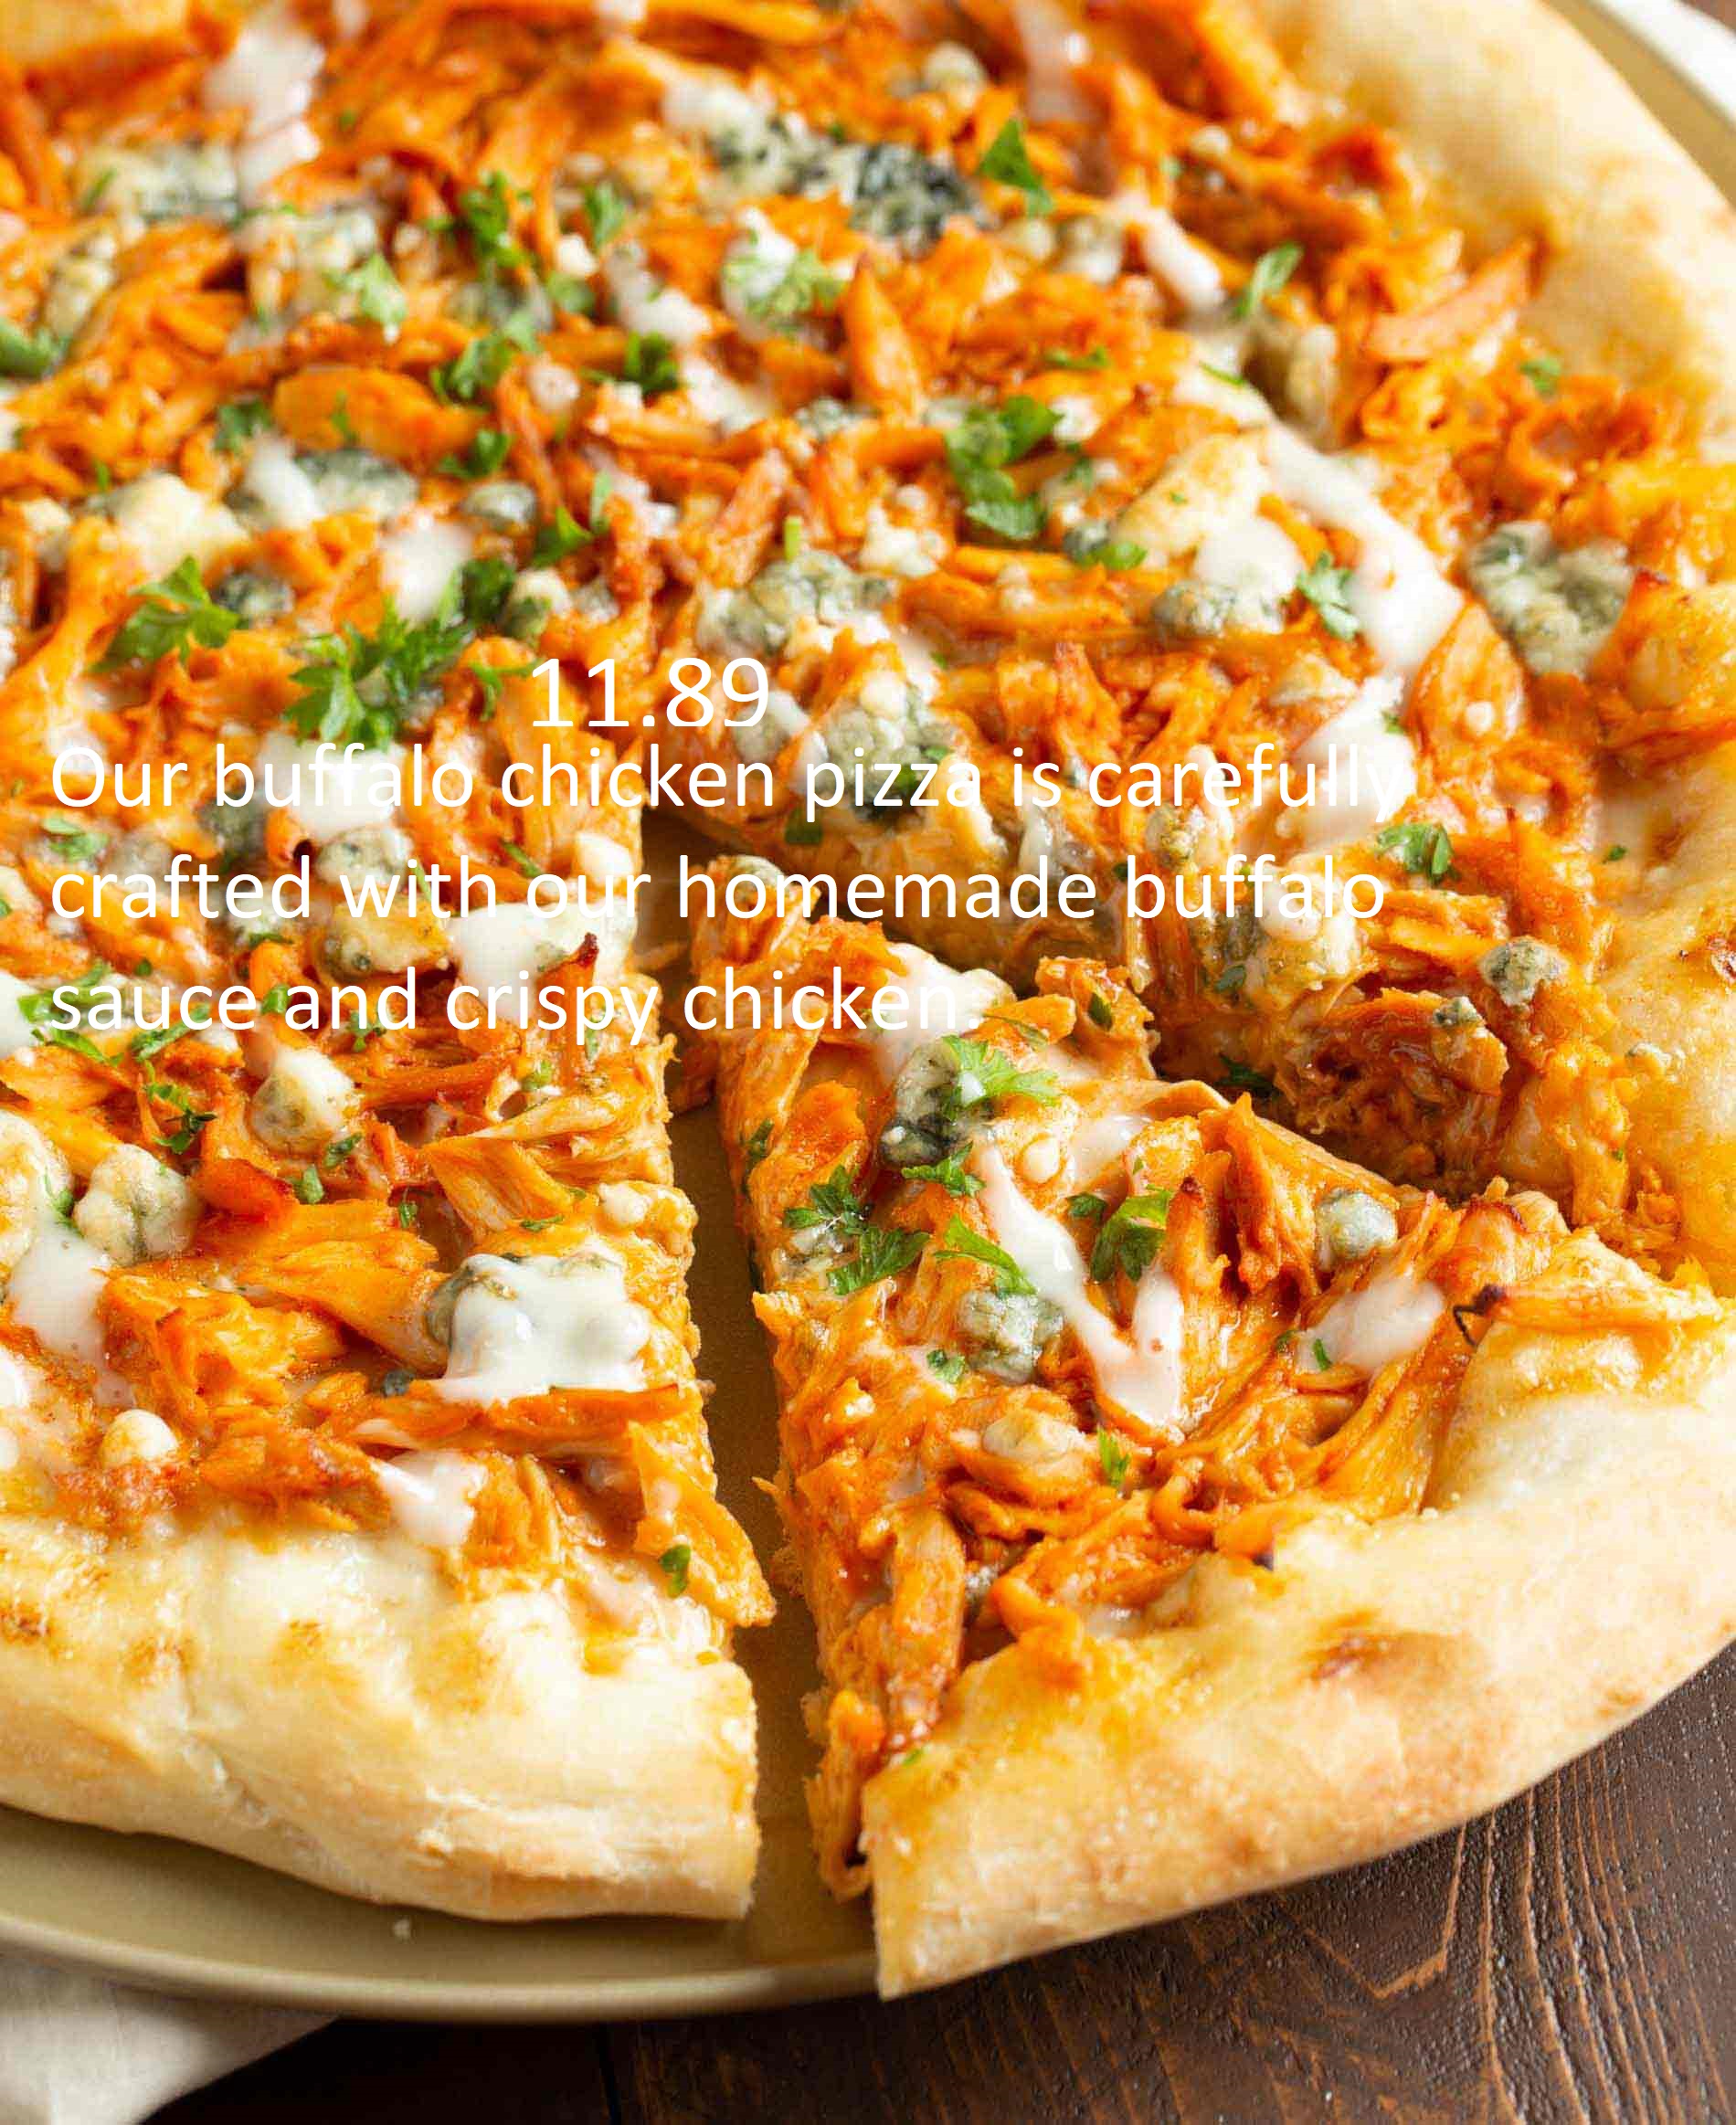 11.89
Our buffalo chicken pizza is carefully
crafted with our homemade buffalo
sauce and crispy chicken.